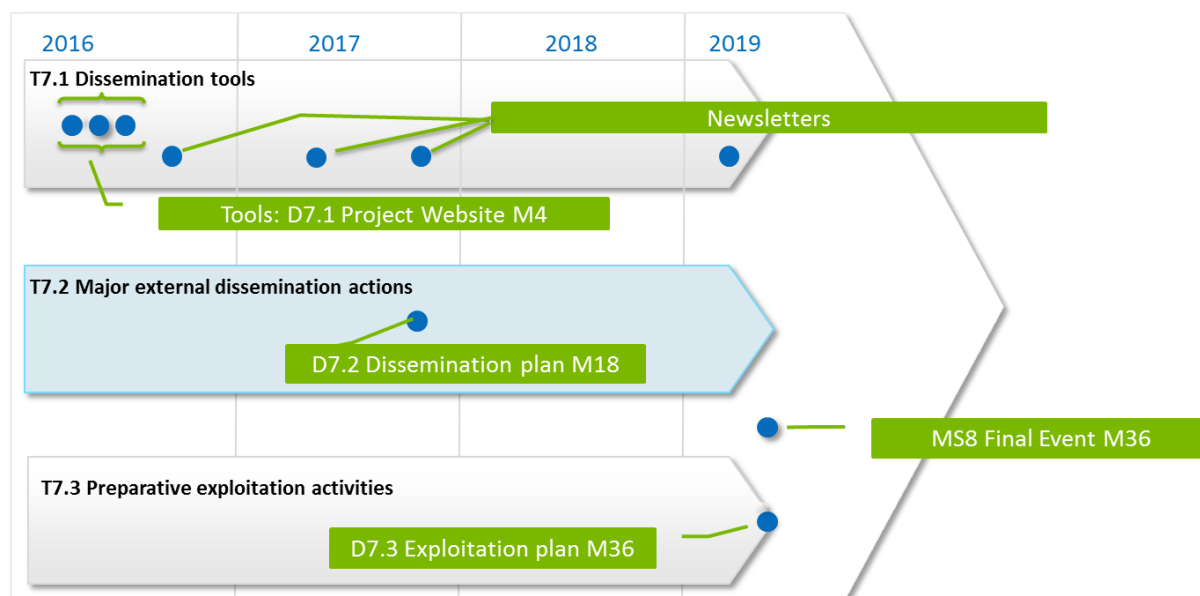 2016
2017
2018
2019
T7.1 Dissemination tools
Newsletters
Tools: D7.1 Project Website M4
T7.2 Major external dissemination actions
D7.2 Dissemination plan M18
MS8 Final Event M36
T7.3 Preparative exploitation activities
D7.3 Exploitation plan M36